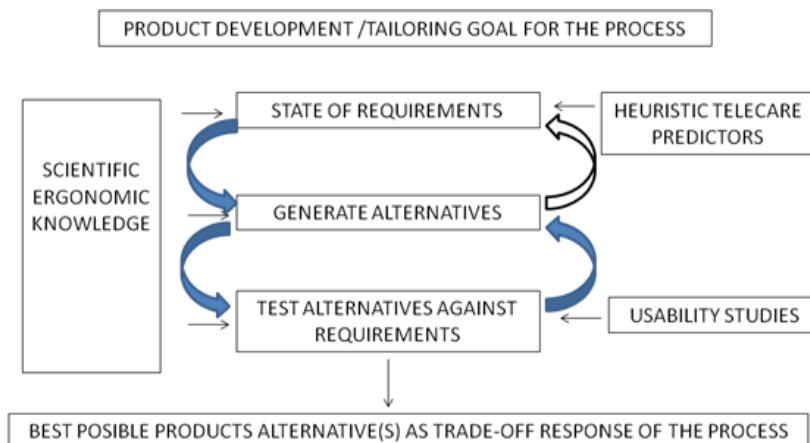 PRODUCT DEVELOPMENT /TAILORING GOAL FOR THE PROCESS
STATE OF REQUIREMENTS
HEURISTIC TELECARE
PREDICTORS
SCIENTIFIC
ERGONOMIC
KNOWLEDGE
GENERATE ALTERNATIVES
TEST ALTERNATIVES AGAINST
REQUIREMENTS
USABILITY STUDIES
BEST POSIBLE PRODUCTS ALTERNATIVE(S) AS TRADE-OFF RESPONSE OF THE PROCESS